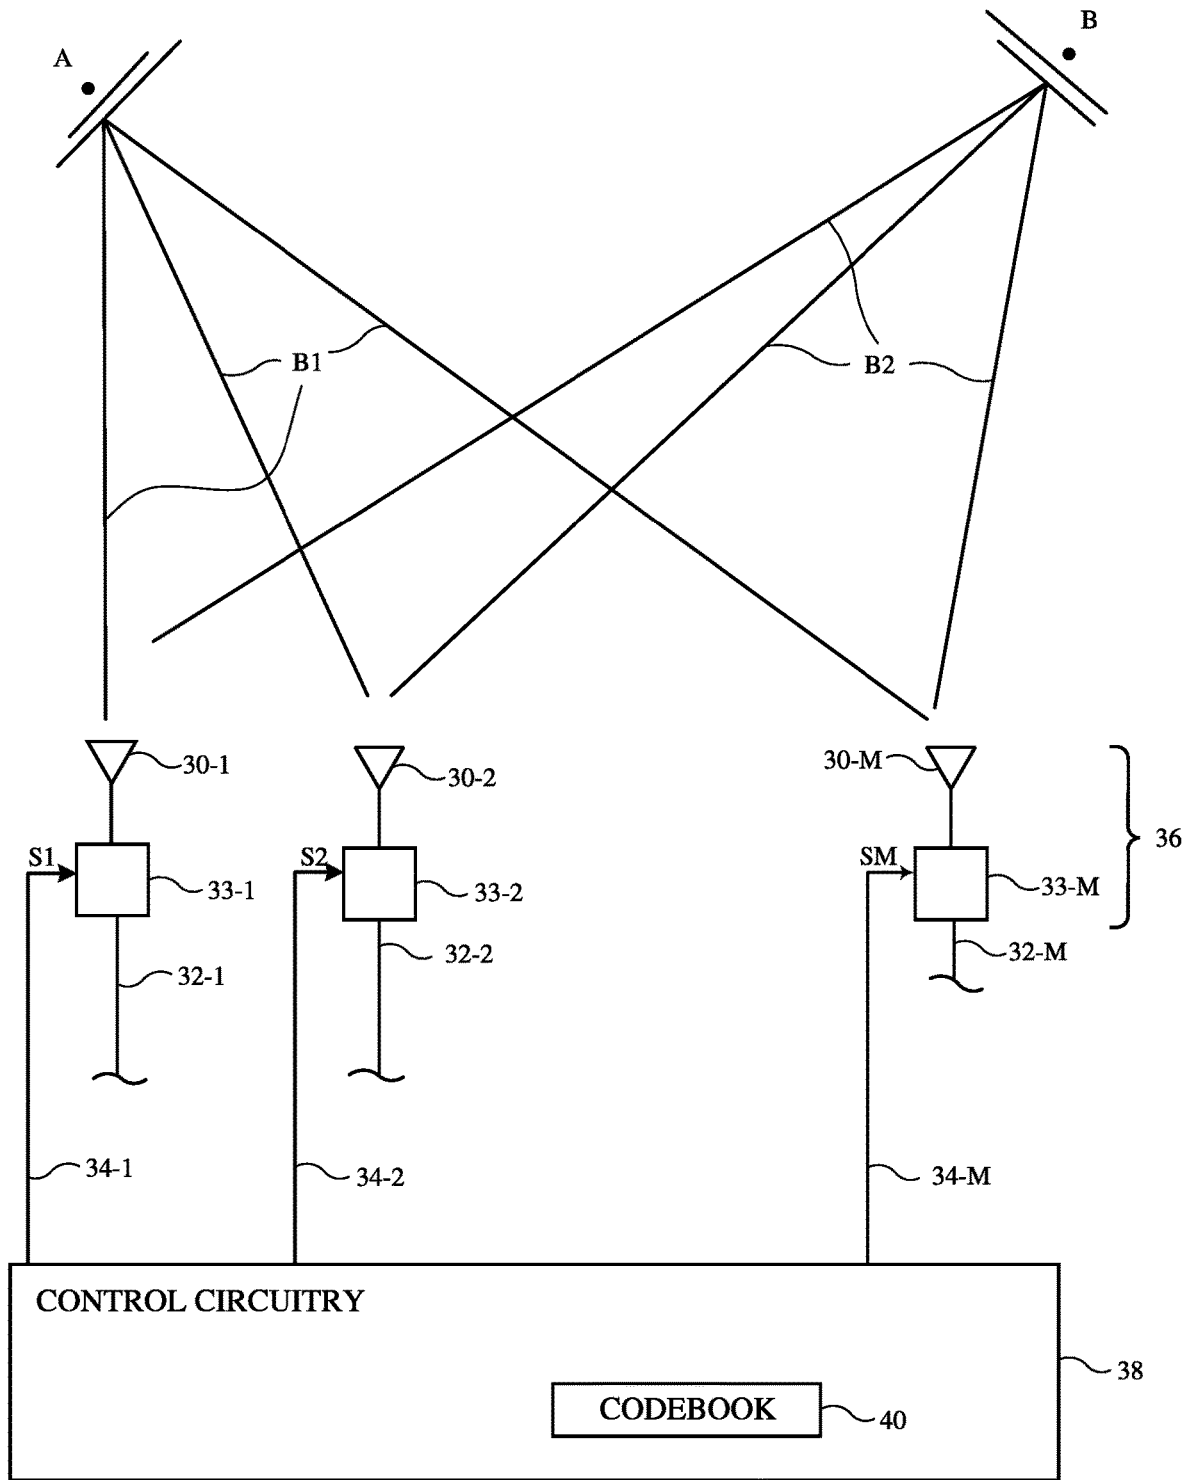 B
A
B1
B2
30-1
30-2
30-M
36
S1
S2
SM
33-1
33-2
33-M
32-1
32-2
32-M
34-1
34-2
34-M
CONTROL CIRCUITRY
38
CODEBOOK
40